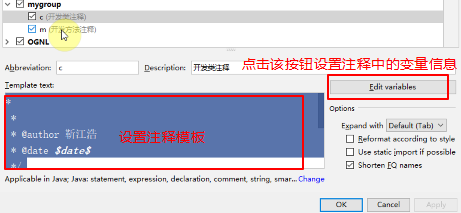 mygroup
c (开发类注释)
m (开发方法注释)
OGNL
点击该按钮设置注释中的变量信息
Abbreviation: c Description: 开发类注释
Template text: Edit variables
*
*
* @author 靳江浩
* @date $date$
*/
设置注释模板
Options
Expand with Default (Tab)
Reformat according to style
Use static import if possible
Shorten FQ names
Applicable in Java; Java: statement, expression, declaration, comment, string, smar... Change
OK Cancel Apply